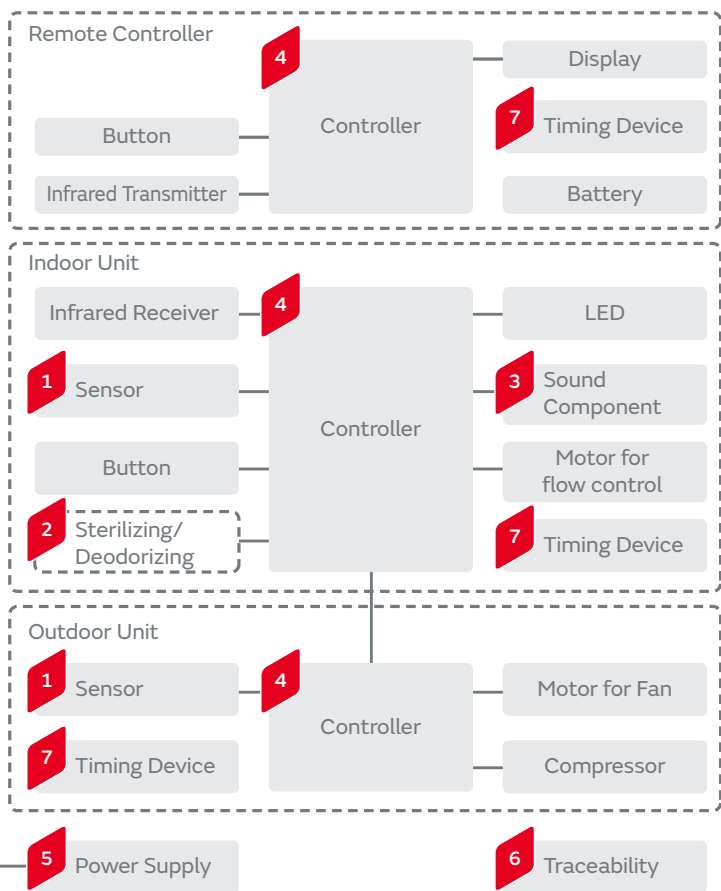 Remote Controller
4
Controller
Display
7
Timing Device
Button
Infrared Transmitter
Battery
Indoor Unit
Infrared Receiver
4
Controller
LED
1
Sensor
3
Sound
Component
Button
Motor for
flow control
2
Sterilizing/
Deodorizing
7
Timing Device
Outdoor Unit
1
Sensor
4
Controller
Motor for Fan
7
Timing Device
Compressor
5
Power Supply
6
Traceability